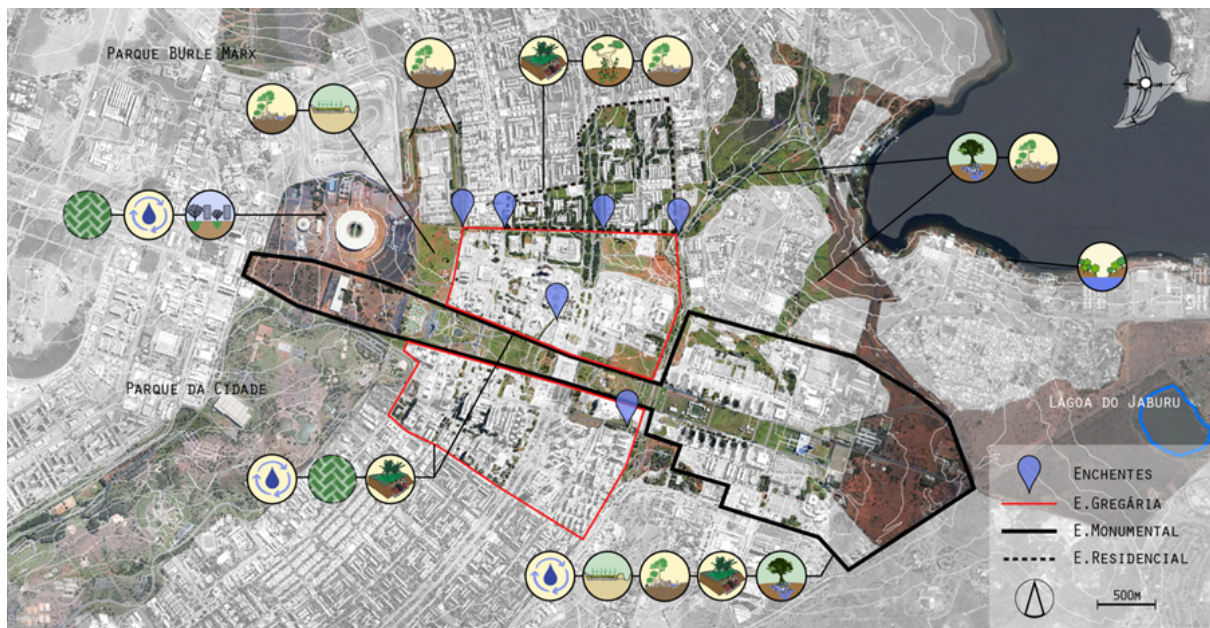 Parque Burle Marx
Parque da Cidade
Lagoa do Jaburu
Enchentes
E.Gregária
E.Monumental
E.Residencial
500m